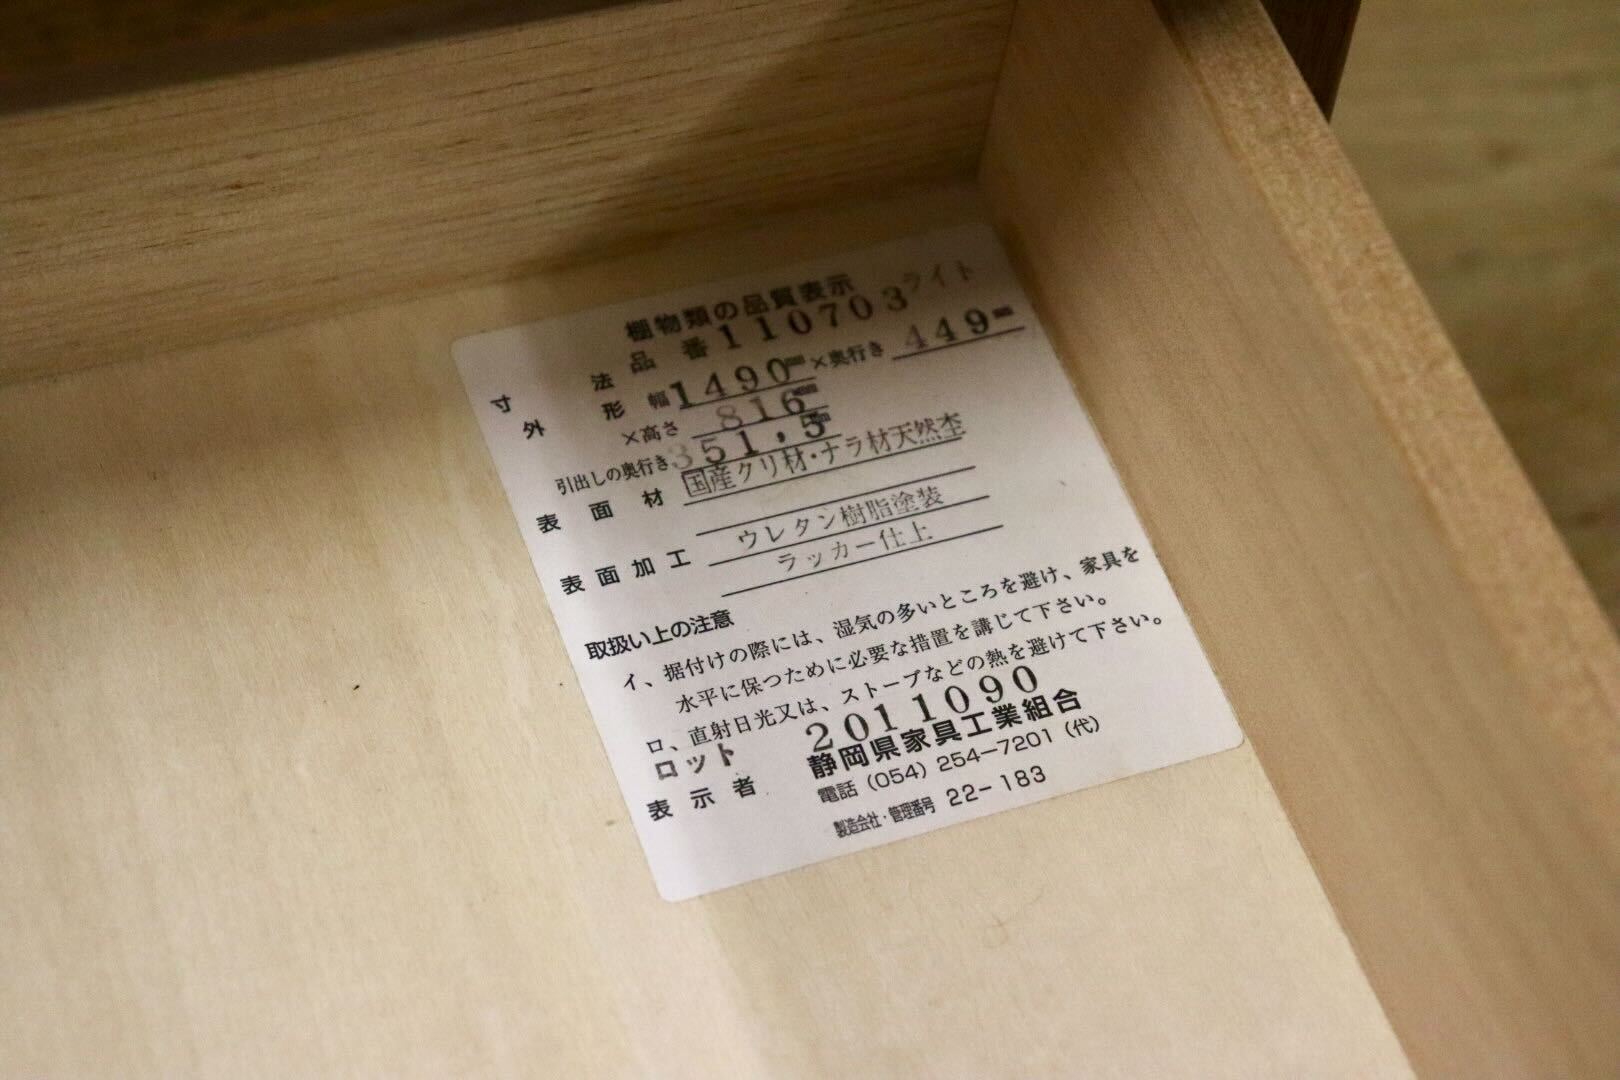 棚物類の品質表示
品番 110703 ライト
寸法
外形 幅 1490mm ×奥行き 449mm
×高さ 816mm
引出しの奥行き 351,5mm
表面材 国産クリ材・ナラ材天然杢
表面加工 ウレタン樹脂塗装
ラッカー仕上
取扱い上の注意
イ、据付けの際には、湿気の多いところを避け、家具を
水平に保つために必要な措置を講じて下さい。
ロ、直射日光又は、ストーブなどの熱を避けて下さい。
ロット 2011090
表示者 静岡県家具工業組合
電話 (054) 254-7201 (代)
製造会社・管理番号 22-183